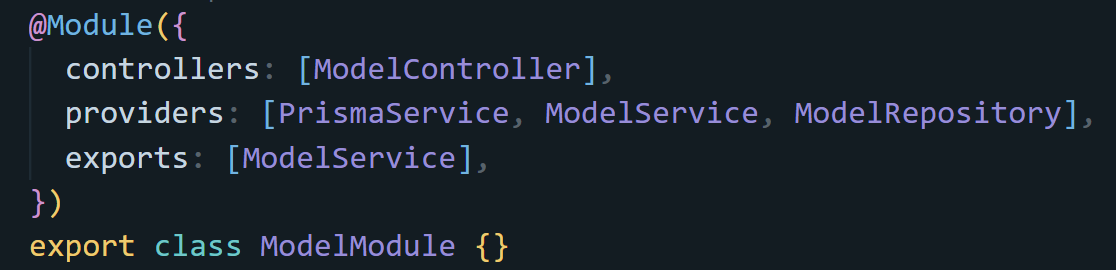 @Module({
  controllers: [ModelController],
  providers: [PrismaService, ModelService, ModelRepository],
  exports: [ModelService],
})
export class ModelModule {}